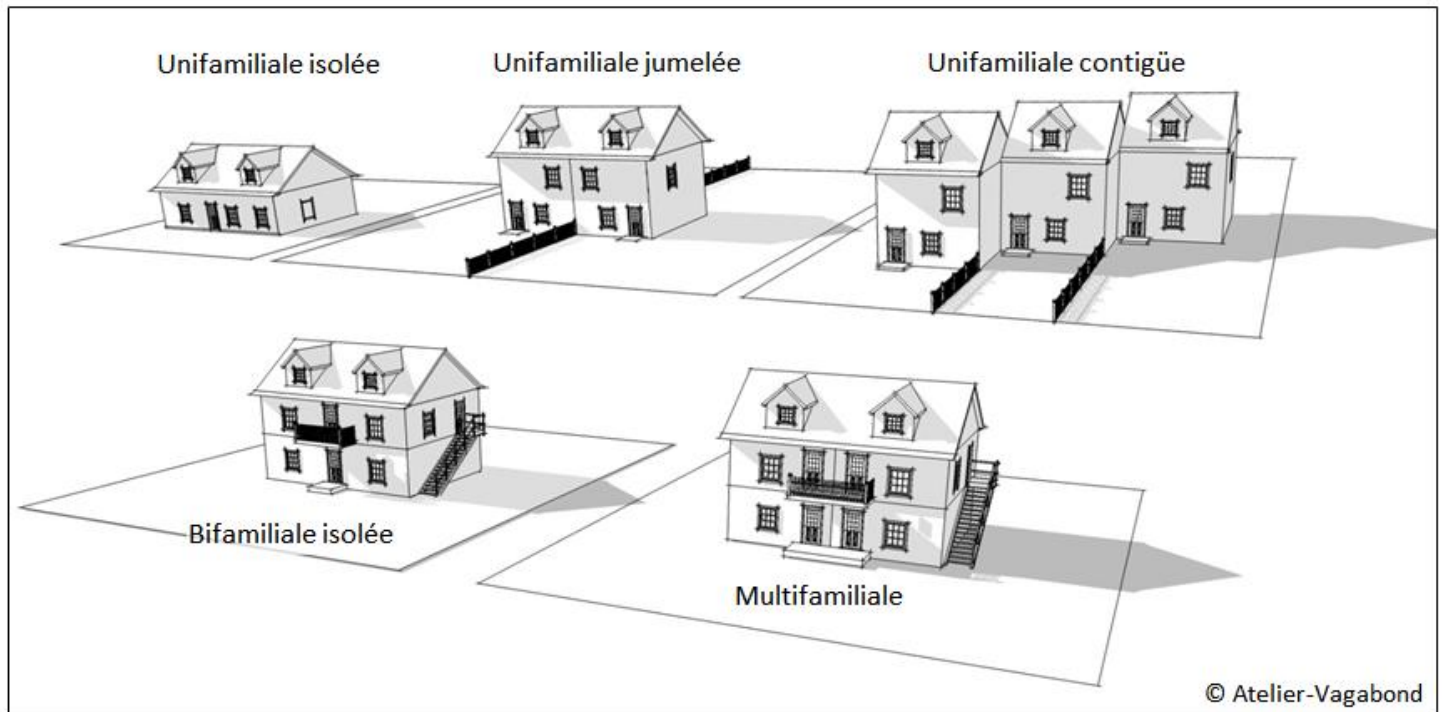 Unifamiliale isolée
Unifamiliale jumelée
Unifamiliale contigüe
Bifamiliale isolée
Multifamiliale
© Atelier-Vagabond